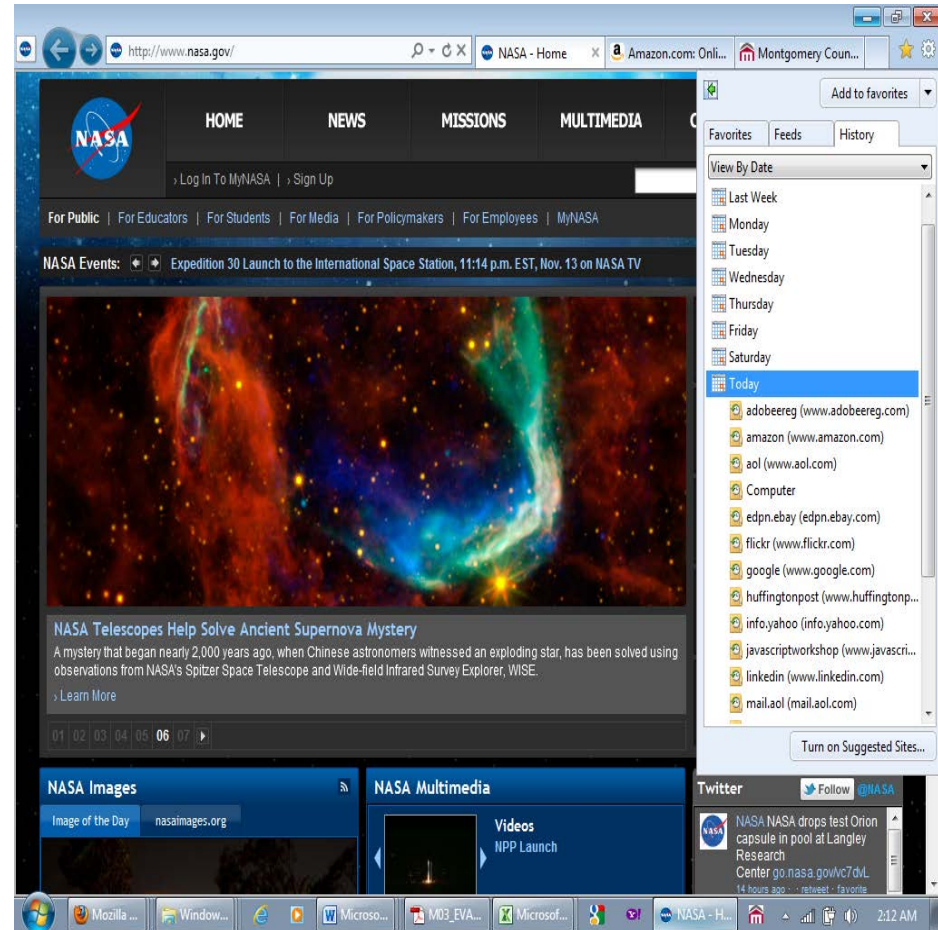 http://www.nasa.gov/
NASA - Home
Amazon.com: Onli...
Montgomery Coun...
Add to favorites
Favorites Feeds History
View By Date
Last Week
Monday
Tuesday
Wednesday
Thursday
Friday
Saturday
Today
adobeereg (www.adobeereg.com)
amazon (www.amazon.com)
aol (www.aol.com)
Computer
edpn.ebay (edpn.ebay.com)
flickr (www.flickr.com)
google (www.google.com)
huffingtonpost (www.huffingtonp...
info.yahoo (info.yahoo.com)
javascriptworkshop (www.javascri...
linkedin (www.linkedin.com)
mail.aol (mail.aol.com)
Turn on Suggested Sites...
NASA
HOME NEWS MISSIONS MULTIMEDIA
› Log In To MyNASA | › Sign Up
For Public | For Educators | For Students | For Media | For Policymakers | For Employees | MyNASA
NASA Events: Expedition 30 Launch to the International Space Station, 11:14 p.m. EST, Nov. 13 on NASA TV
NASA Telescopes Help Solve Ancient Supernova Mystery
A mystery that began nearly 2,000 years ago, when Chinese astronomers witnessed an exploding star, has been solved using
observations from NASA's Spitzer Space Telescope and Wide-field Infrared Survey Explorer, WISE.
› Learn More
01 02 03 04 05 06 07
NASA Images
Image of the Day nasaimages.org
NASA Multimedia
Videos
NPP Launch
Twitter
Follow @NASA
NASA NASA drops test Orion
capsule in pool at Langley
Research
Center go.nasa.gov/vc7dvL
14 hours ago · retweet · favorite
Mozilla ... Window... Microso... M03_EVA... Microsof... NASA - H... 2:12 AM